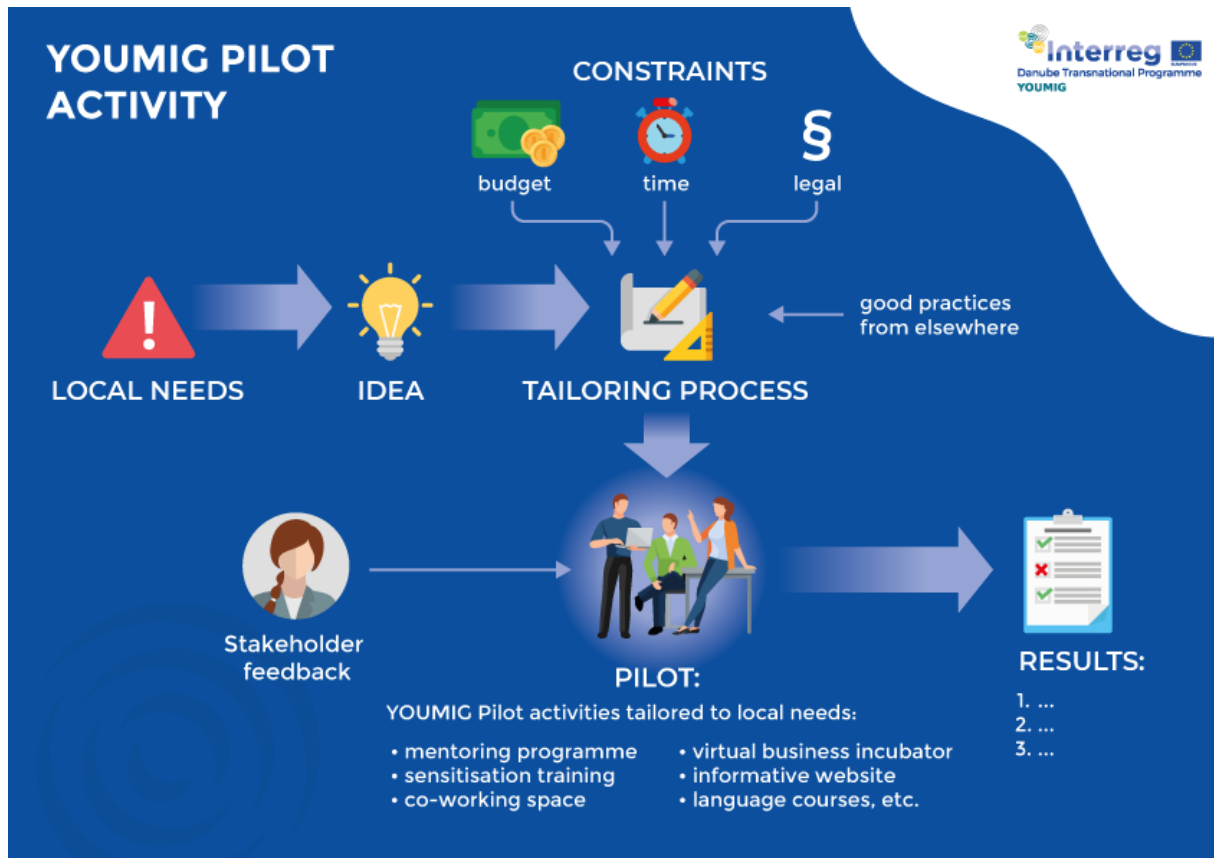 YOUMIG PILOT
ACTIVITY
Interreg
Danube Transnational Programme
YOUMIG
CONSTRAINTS
budget
time
§
legal
!
good practices
from elsewhere
LOCAL NEEDS
IDEA
TAILORING PROCESS
Stakeholder
feedback
PILOT:
YOUMIG Pilot activities tailored to local needs:
• mentoring programme
• sensitisation training
• co-working space
• virtual business incubator
• informative website
• language courses, etc.
RESULTS:
1. ...
2. ...
3. ...